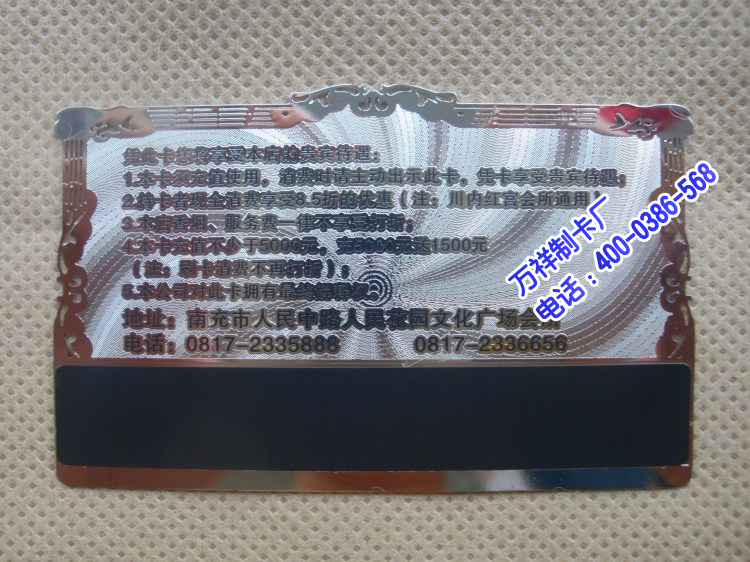 凭此卡您将享受本店的贵宾待遇：
1.本卡须充值使用，消费时请主动出示此卡，凭卡享受贵宾待遇；
2.持卡者现金消费享受8.5折的优惠（注：川内红宫会所通用）
3.本店香烟、服务费一律不享受打折；
4.本卡充值不少于5000元，充5000元送1500元
（注：刷卡消费不再打折）；
6.本公司对此卡拥有最终解释权。
地址：南充市人民中路人民花园文化广场会所
电话：0817-2335888 0817-2336656
万祥制卡厂
电话：400-0386-568